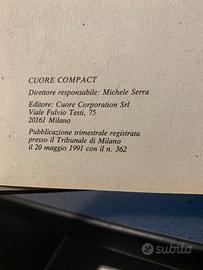 CUORE COMPACT
Direttore responsabile: Michele Serra
Editore: Cuore Corporation Srl
Viale Fulvio Testi, 75
20161 Milano
Pubblicazione trimestrale registrata
presso il Tribunale di Milano
il 20 maggio 1991 con il n. 362
subito